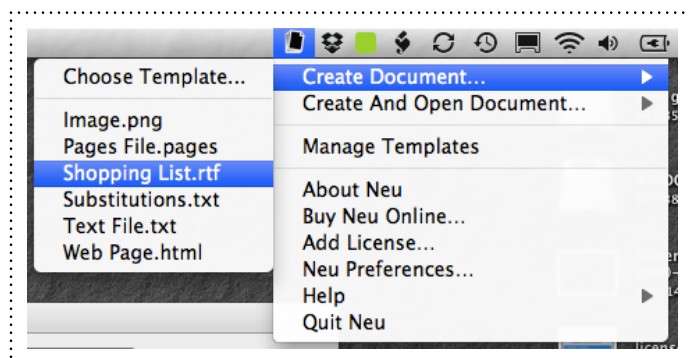 Choose Template...
Image.png
Pages File.pages
Shopping List.rtf
Substitutions.txt
Text File.txt
Web Page.html
Create Document...
Create And Open Document...
Manage Templates
About Neu
Buy Neu Online...
Add License...
Neu Preferences...
Help
Quit Neu